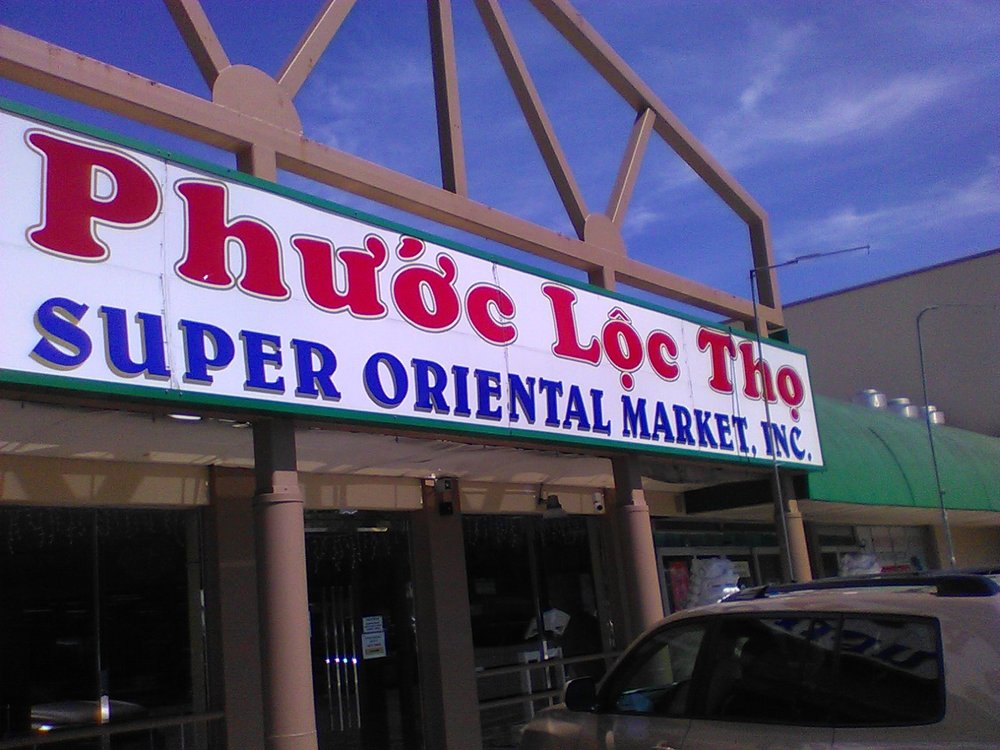 Phước Lộc Thọ
SUPER ORIENTAL MARKET, INC.